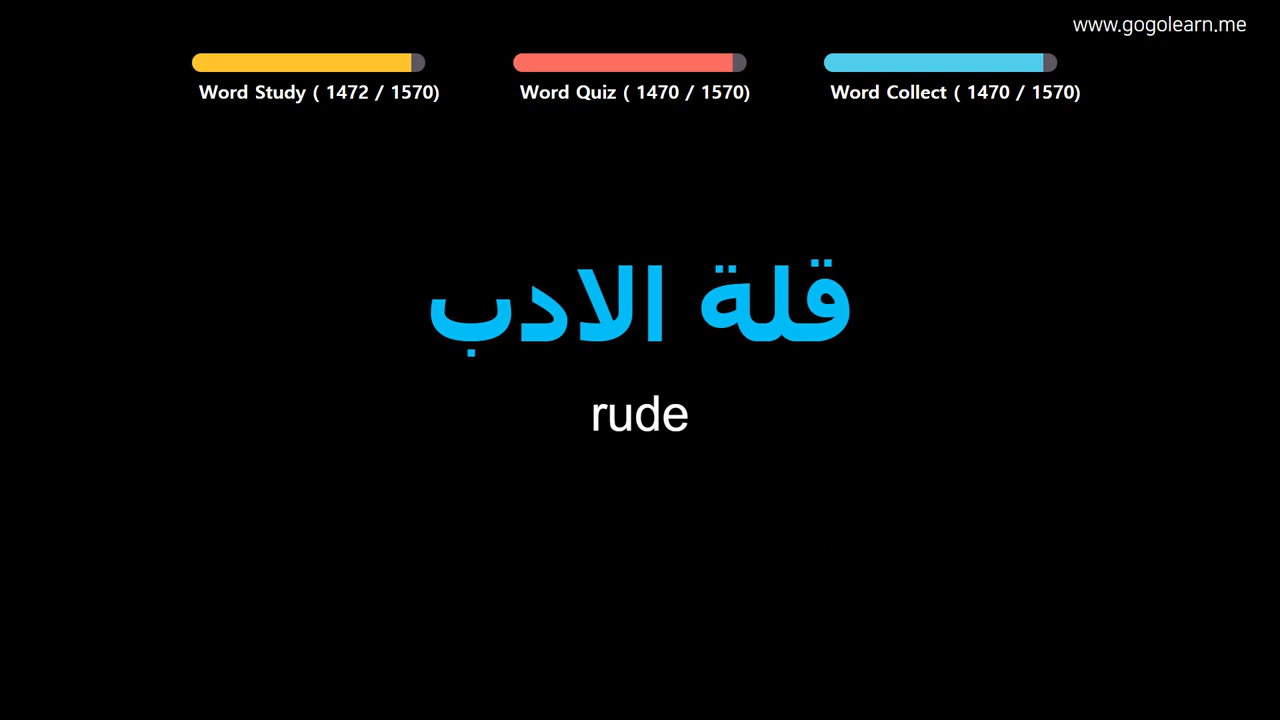 www.gogolearn.me
Word Study ( 1472 / 1570)
Word Quiz ( 1470 / 1570)
Word Collect ( 1470 / 1570)
قلة الادب
rude